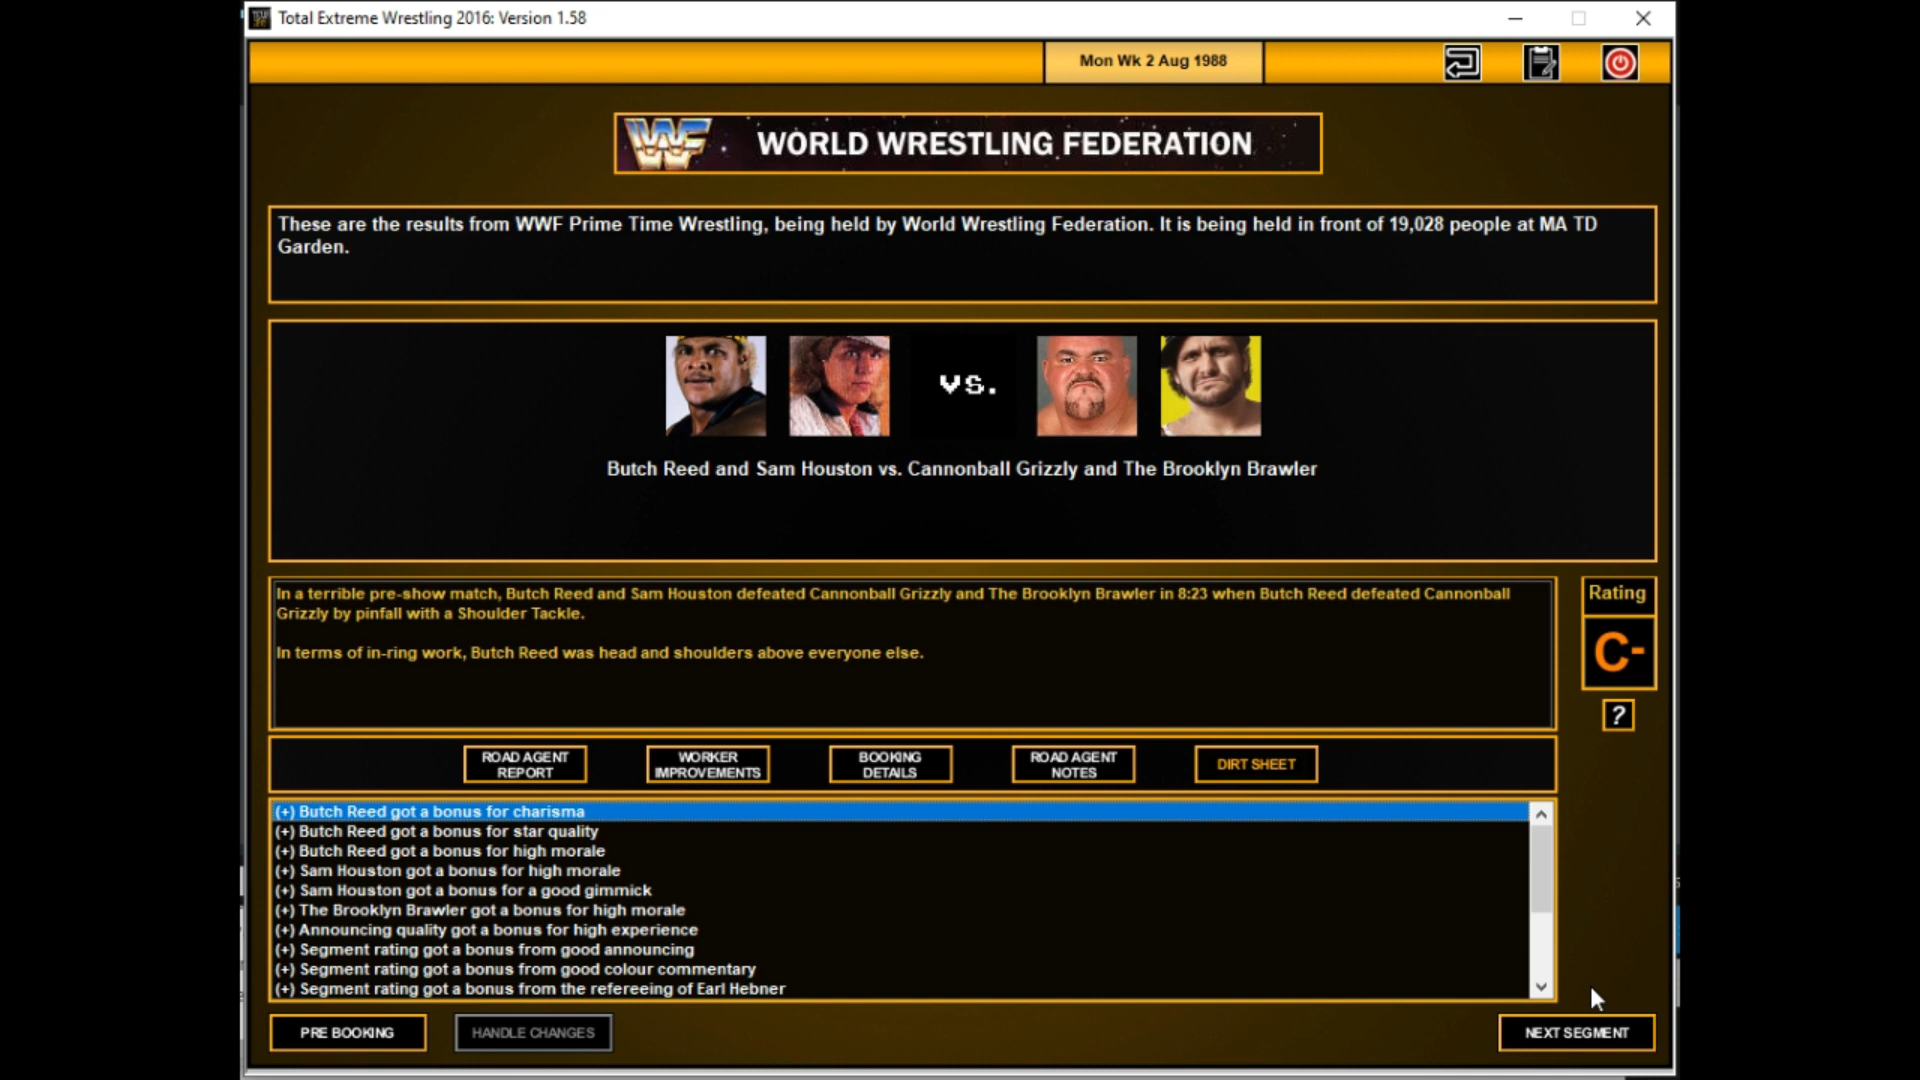 Total Extreme Wrestling 2016: Version 1.58
Mon Wk 2 Aug 1988
WORLD WRESTLING FEDERATION
These are the results from WWF Prime Time Wrestling, being held by World Wrestling Federation. It is being held in front of 19,028 people at MA TD
Garden.
vs.
Butch Reed and Sam Houston vs. Cannonball Grizzly and The Brooklyn Brawler
In a terrible pre-show match, Butch Reed and Sam Houston defeated Cannonball Grizzly and The Brooklyn Brawler in 8:23 when Butch Reed defeated Cannonball
Grizzly by pinfall with a Shoulder Tackle.
In terms of in-ring work, Butch Reed was head and shoulders above everyone else.
Rating
C-
?
ROAD AGENT
REPORT
WORKER
IMPROVEMENTS
BOOKING
DETAILS
ROAD AGENT
NOTES
DIRT SHEET
(+) Butch Reed got a bonus for charisma
(+) Butch Reed got a bonus for star quality
(+) Butch Reed got a bonus for high morale
(+) Sam Houston got a bonus for high morale
(+) Sam Houston got a bonus for a good gimmick
(+) The Brooklyn Brawler got a bonus for high morale
(+) Announcing quality got a bonus for high experience
(+) Segment rating got a bonus from good announcing
(+) Segment rating got a bonus from good colour commentary
(+) Segment rating got a bonus from the refereeing of Earl Hebner
PRE BOOKING
HANDLE CHANGES
NEXT SEGMENT